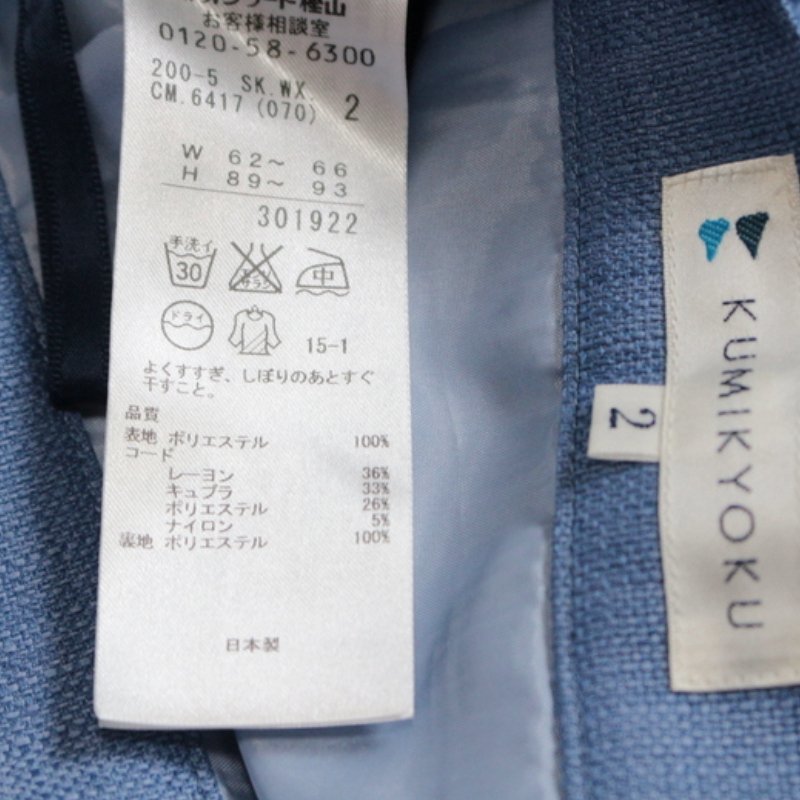 お客様相談室
0120-58-6300
200-5 SK.WX.
CM.6417 (070) 2
W 62～ 66
H 89～ 93
301922
手洗イ
30
中
ドライ
15-1
よくすすぎ、しぼりのあとすぐ
干すこと。
品質
表地 ポリエステル 100%
コード
レーヨン 36%
キュプラ 33%
ポリエステル 26%
ナイロン 5%
裏地 ポリエステル 100%
日本製
2
KUMIKYOKU